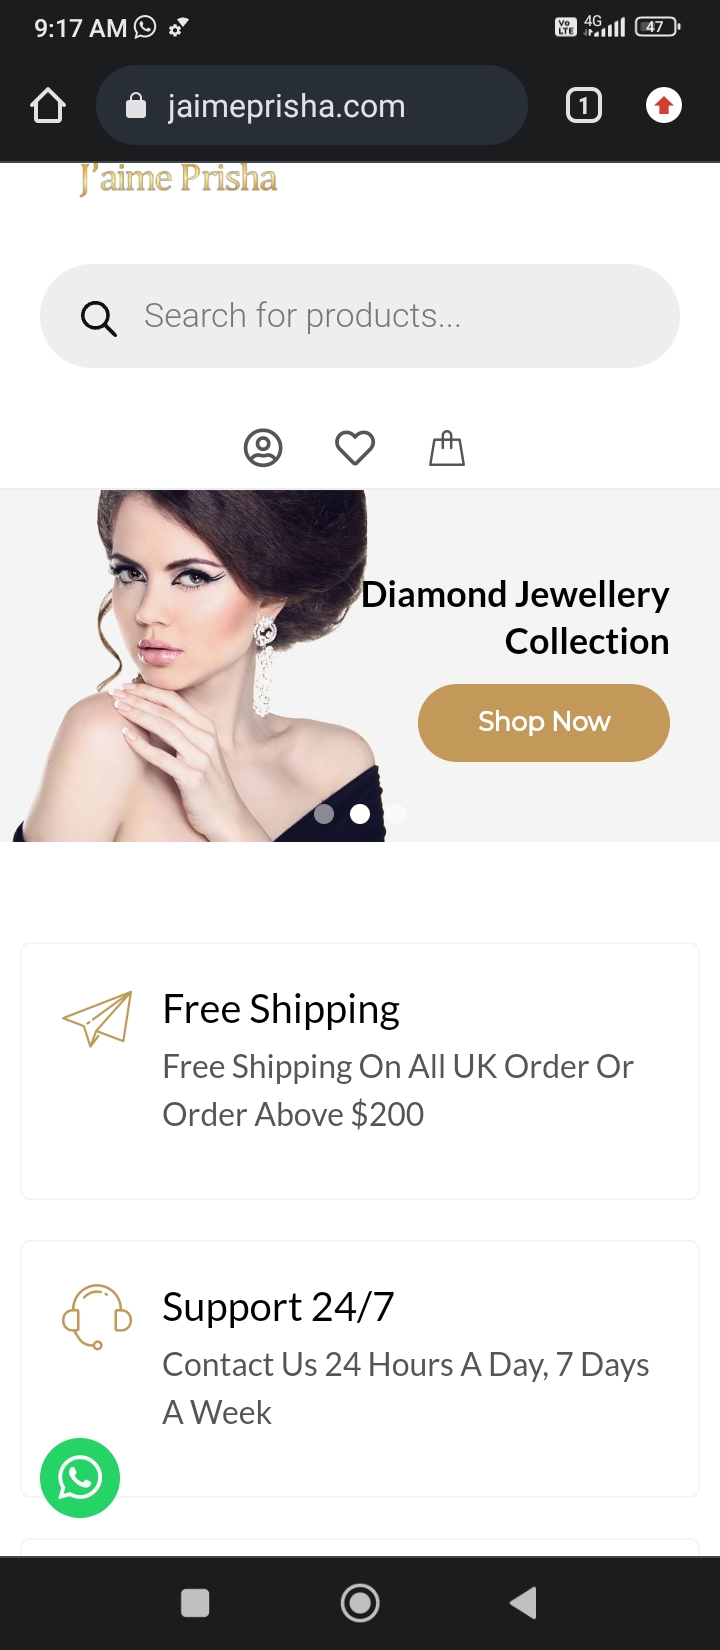 9:17 AM
Vo LTE
4G
47
jaimeprisha.com
1
J'aime Prisha
Search for products...
Diamond Jewellery
Collection
Shop Now
Free Shipping
Free Shipping On All UK Order Or
Order Above $200
Support 24/7
Contact Us 24 Hours A Day, 7 Days
A Week